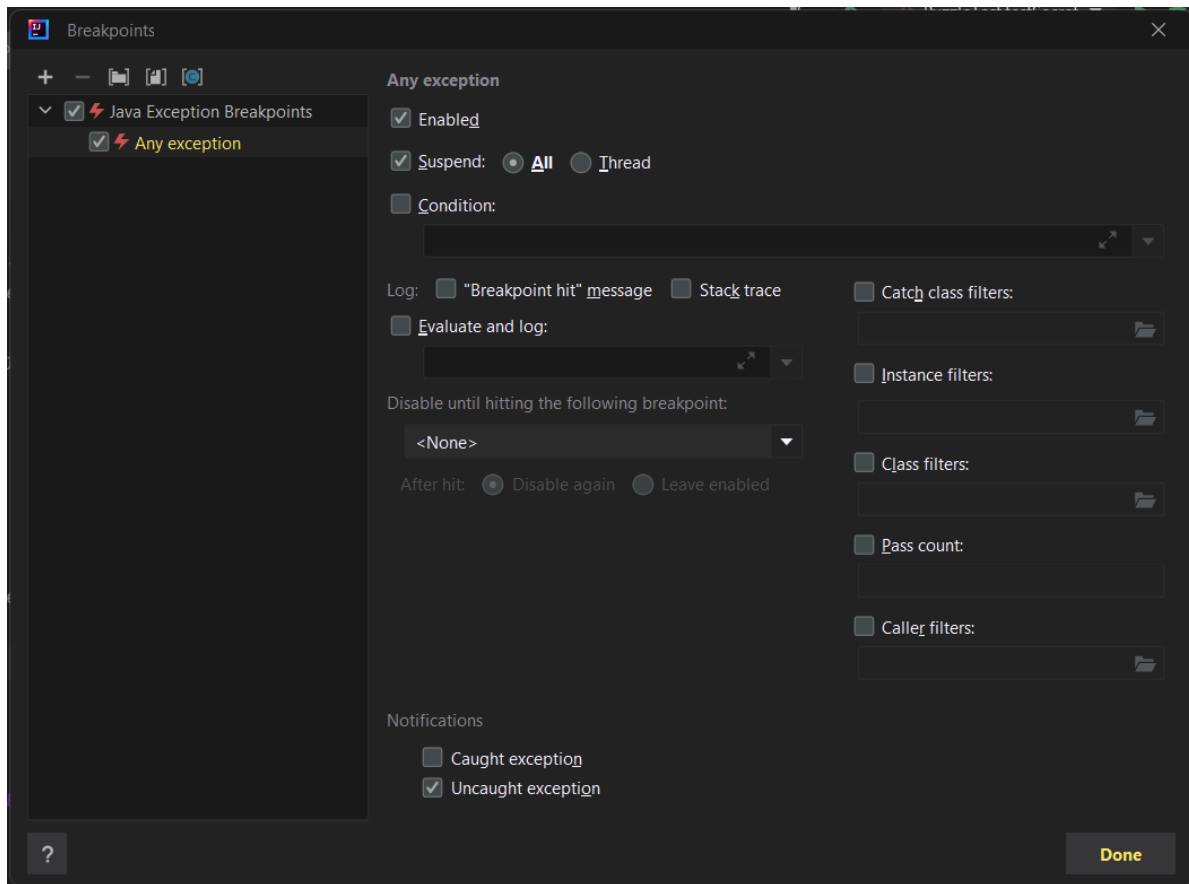 Breakpoints
Any exception
Java Exception Breakpoints
Any exception
Enabled
Suspend: All Thread
Condition:
Log: "Breakpoint hit" message Stack trace
Evaluate and log:
Disable until hitting the following breakpoint:
<None>
After hit: Disable again Leave enabled
Catch class filters:
Instance filters:
Class filters:
Pass count:
Caller filters:
Notifications
Caught exception
Uncaught exception
?
Done